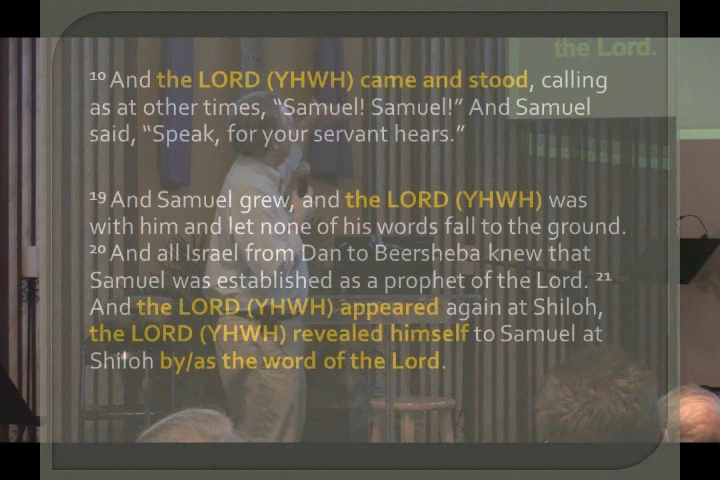 the Lord.
10 And the LORD (YHWH) came and stood, calling
as at other times, “Samuel! Samuel!” And Samuel
said, “Speak, for your servant hears.”
19 And Samuel grew, and the LORD (YHWH) was
with him and let none of his words fall to the ground.
20 And all Israel from Dan to Beersheba knew that
Samuel was established as a prophet of the Lord. 21
And the LORD (YHWH) appeared again at Shiloh,
the LORD (YHWH) revealed himself to Samuel at
Shiloh by/as the word of the Lord.